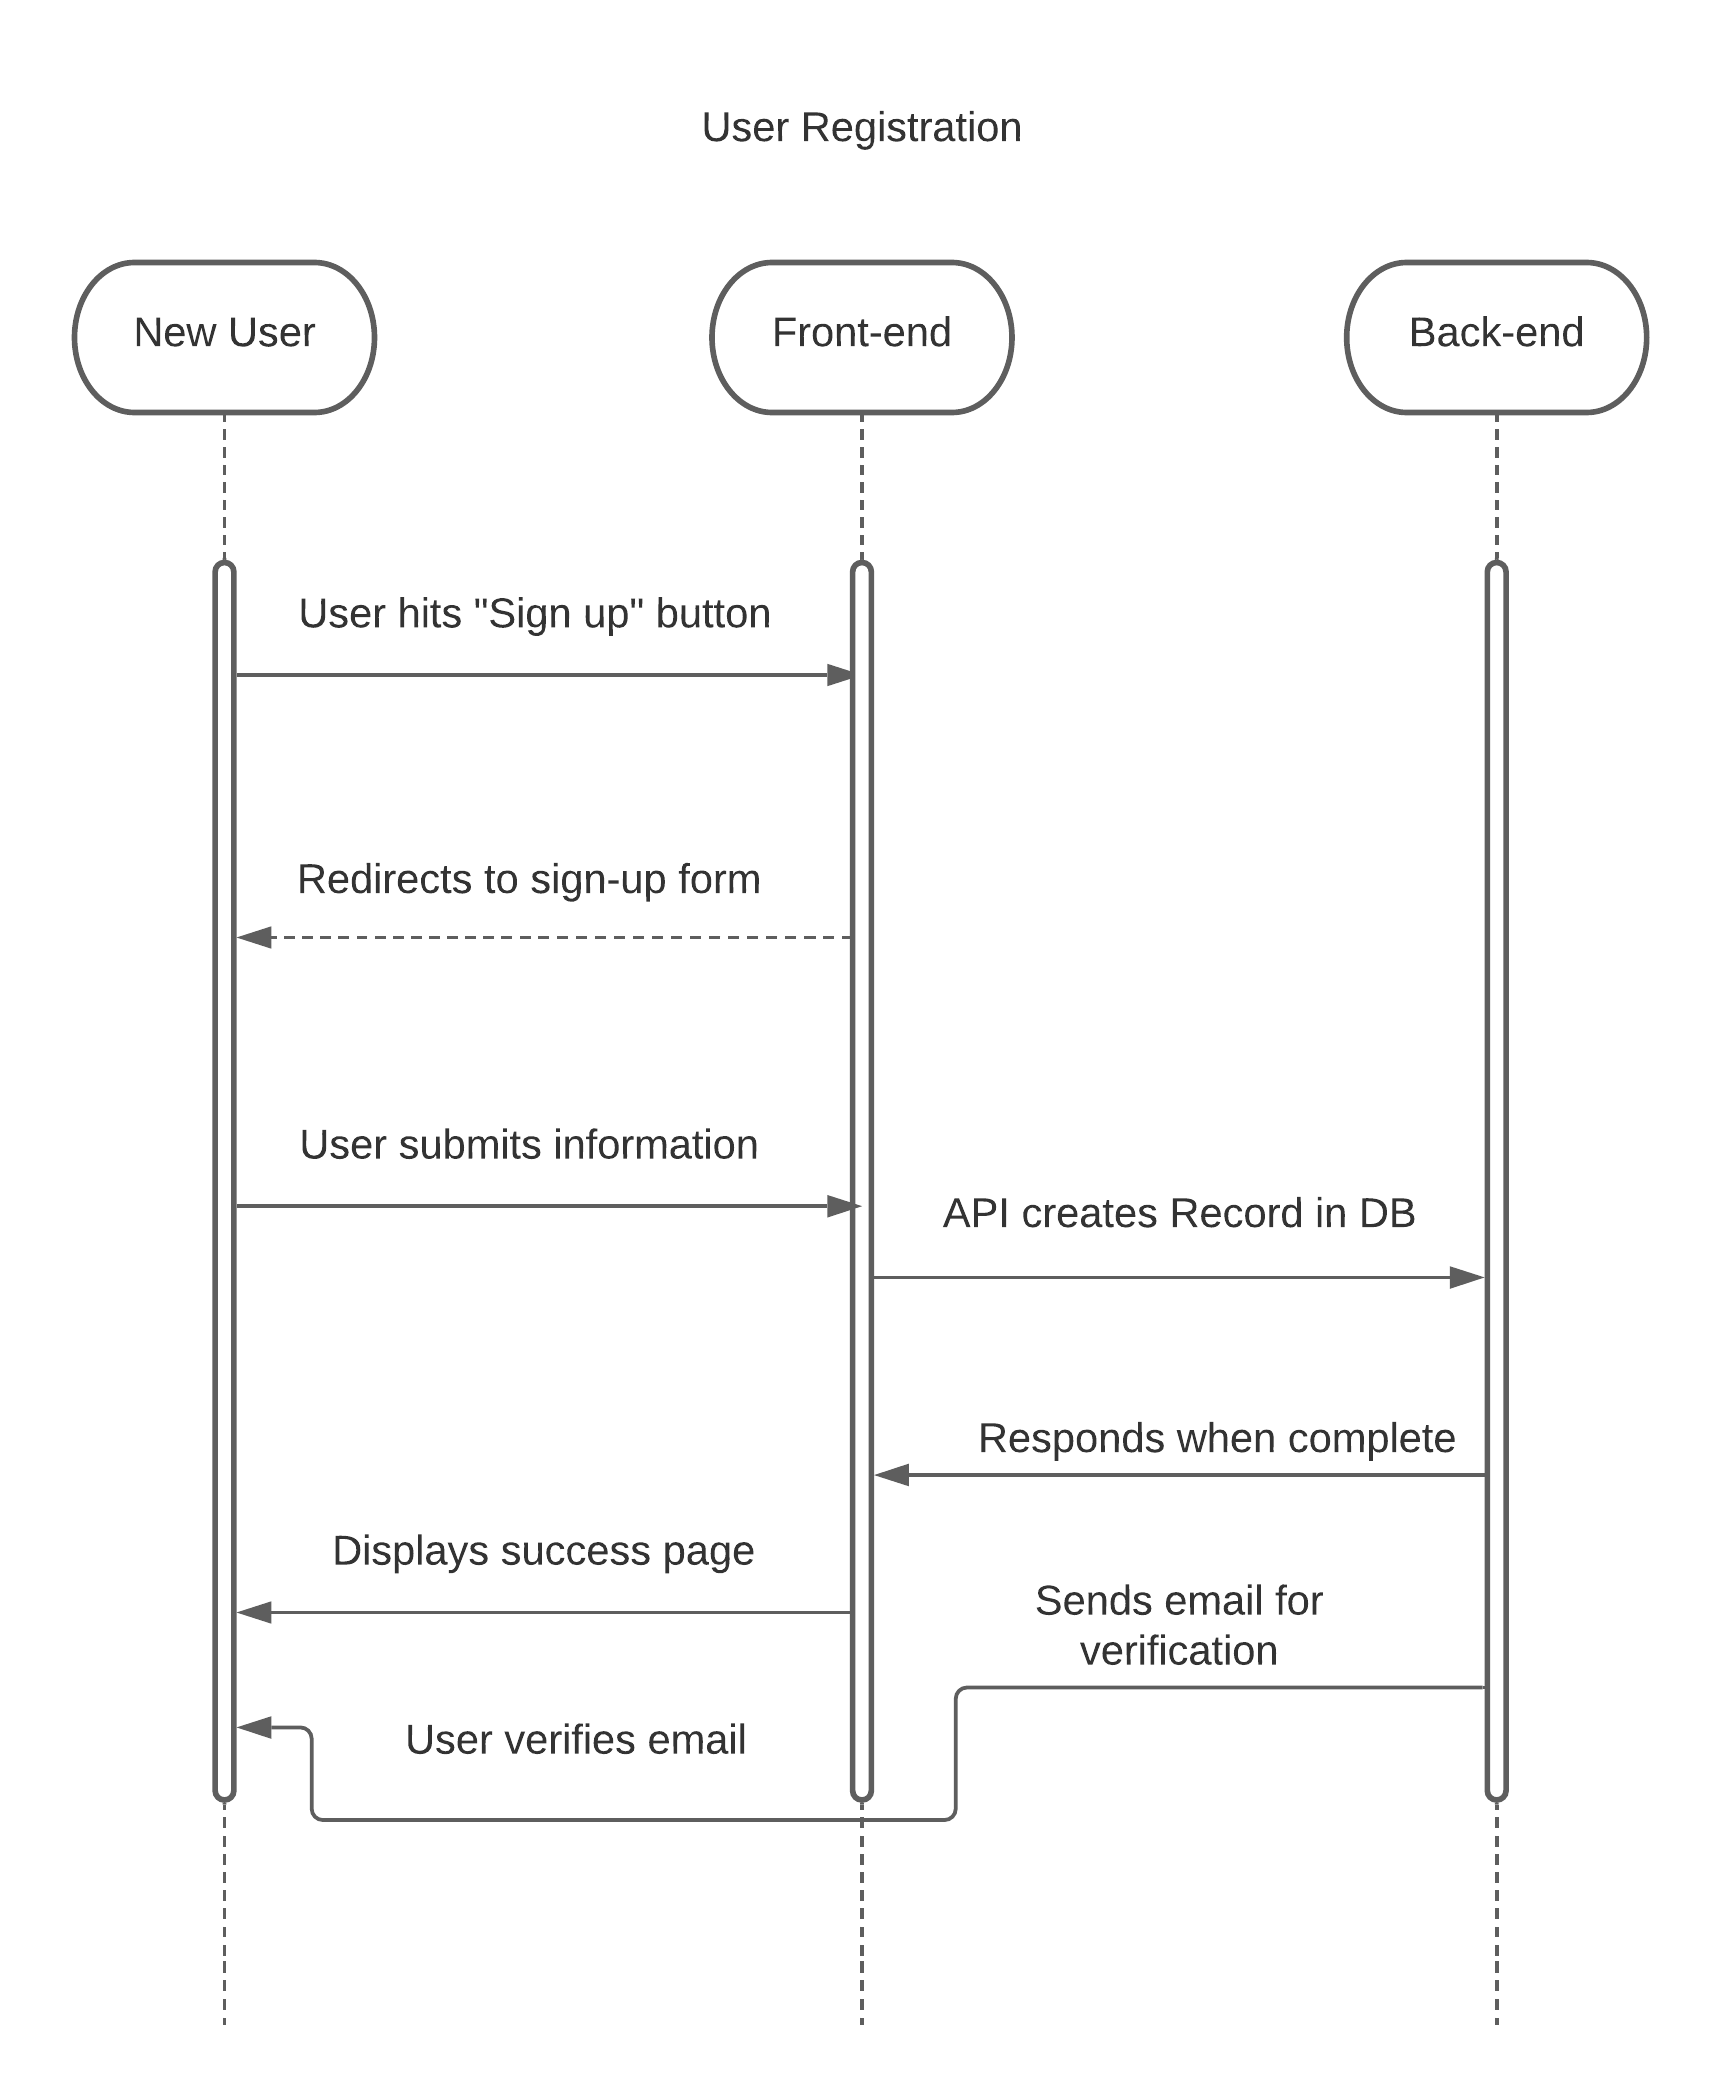 User Registration
New User
Front-end
Back-end
User hits "Sign up" button
Redirects to sign-up form
User submits information
API creates Record in DB
Responds when complete
Displays success page
Sends email for
verification
User verifies email